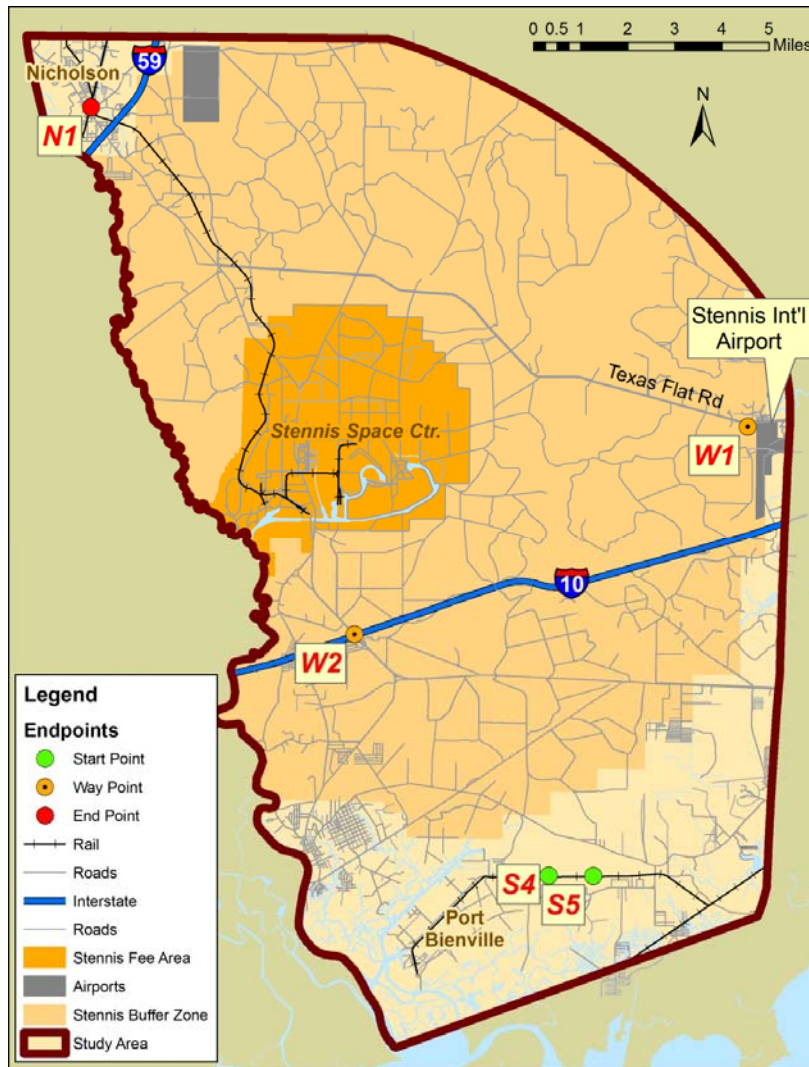 0 0.5 1 2 3 4 5
Miles
N
Nicholson
59
N1
Stennis Int'l
Airport
Texas Flat Rd
W1
Stennis Space Ctr.
10
W2
S4
S5
Port
Bienville
Legend
Endpoints
Start Point
Way Point
End Point
Rail
Roads
Interstate
Roads
Stennis Fee Area
Airports
Stennis Buffer Zone
Study Area